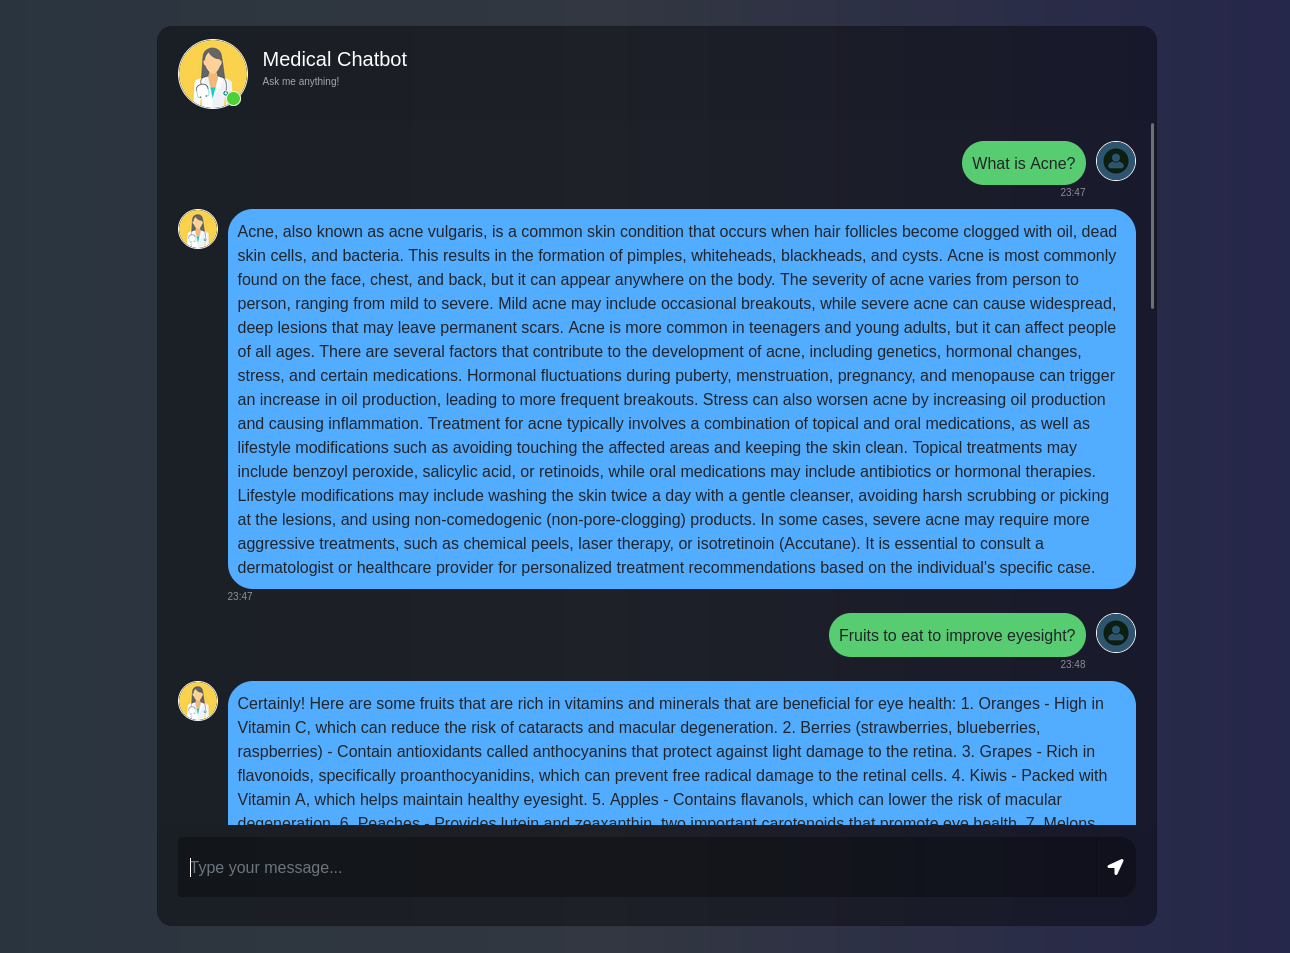 Medical Chatbot
Ask me anything!
What is Acne?
23:47
Acne, also known as acne vulgaris, is a common skin condition that occurs when hair follicles become clogged with oil, dead
skin cells, and bacteria. This results in the formation of pimples, whiteheads, blackheads, and cysts. Acne is most commonly
found on the face, chest, and back, but it can appear anywhere on the body. The severity of acne varies from person to
person, ranging from mild to severe. Mild acne may include occasional breakouts, while severe acne can cause widespread,
deep lesions that may leave permanent scars. Acne is more common in teenagers and young adults, but it can affect people
of all ages. There are several factors that contribute to the development of acne, including genetics, hormonal changes,
stress, and certain medications. Hormonal fluctuations during puberty, menstruation, pregnancy, and menopause can trigger
an increase in oil production, leading to more frequent breakouts. Stress can also worsen acne by increasing oil production
and causing inflammation. Treatment for acne typically involves a combination of topical and oral medications, as well as
lifestyle modifications such as avoiding touching the affected areas and keeping the skin clean. Topical treatments may
include benzoyl peroxide, salicylic acid, or retinoids, while oral medications may include antibiotics or hormonal therapies.
Lifestyle modifications may include washing the skin twice a day with a gentle cleanser, avoiding harsh scrubbing or picking
at the lesions, and using non-comedogenic (non-pore-clogging) products. In some cases, severe acne may require more
aggressive treatments, such as chemical peels, laser therapy, or isotretinoin (Accutane). It is essential to consult a
dermatologist or healthcare provider for personalized treatment recommendations based on the individual's specific case.
23:47
Fruits to eat to improve eyesight?
23:48
Certainly! Here are some fruits that are rich in vitamins and minerals that are beneficial for eye health: 1. Oranges - High in
Vitamin C, which can reduce the risk of cataracts and macular degeneration. 2. Berries (strawberries, blueberries,
raspberries) - Contain antioxidants called anthocyanins that protect against light damage to the retina. 3. Grapes - Rich in
flavonoids, specifically proanthocyanidins, which can prevent free radical damage to the retinal cells. 4. Kiwis - Packed with
Vitamin A, which helps maintain healthy eyesight. 5. Apples - Contains flavanols, which can lower the risk of macular
degeneration. 6. Peaches - Provides lutein and zeaxanthin, two important carotenoids that promote eye health. 7. Melons
Type your message...